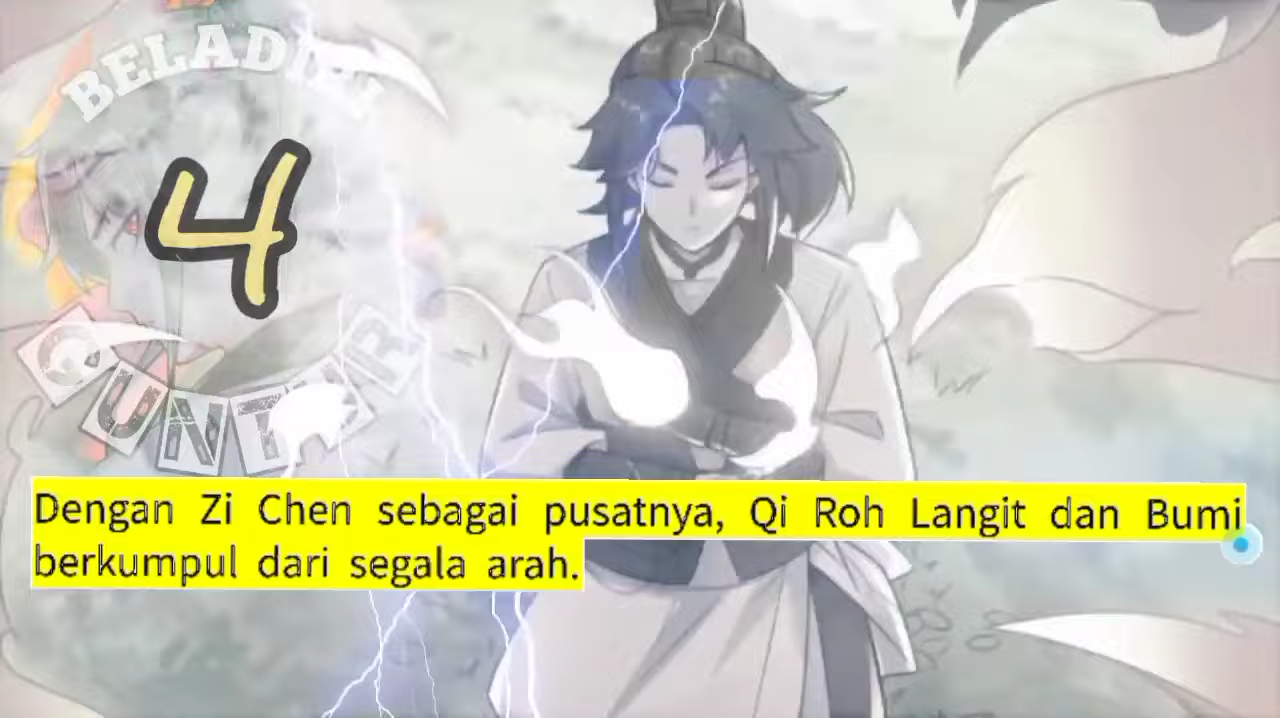 4
Dengan Zi Chen sebagai pusatnya, Qi Roh Langit dan Bumi
berkumpul dari segala arah.